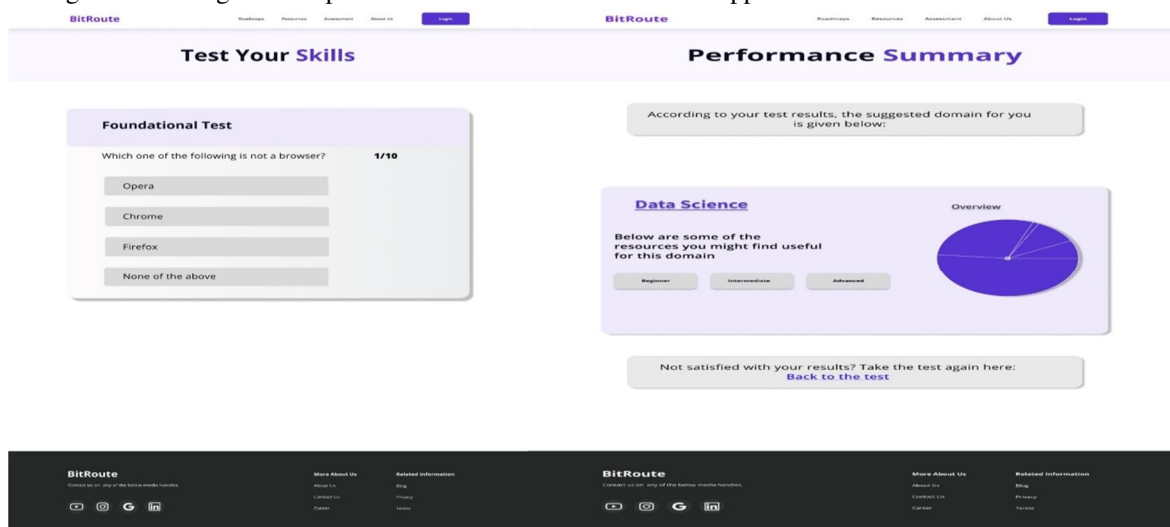 BitRoute
Roadmaps Resources Assessment About Us Login
Test Your Skills
Foundational Test
Which one of the following is not a browser? 1/10
Opera
Chrome
Firefox
None of the above
BitRoute
Contact us on any of the below media handles.
More About Us
About Us
Contact Us
Career
Related Information
Blog
Privacy
Terms
BitRoute
Roadmaps Resources Assessment About Us Login
Performance Summary
According to your test results, the suggested domain for you
is given below:
Data Science
Overview
Below are some of the
resources you might find useful
for this domain
Beginner Intermediate Advanced
Not satisfied with your results? Take the test again here:
Back to the test
BitRoute
Contact us on any of the below media handles.
More About Us
About Us
Contact Us
Career
Related Information
Blog
Privacy
Terms